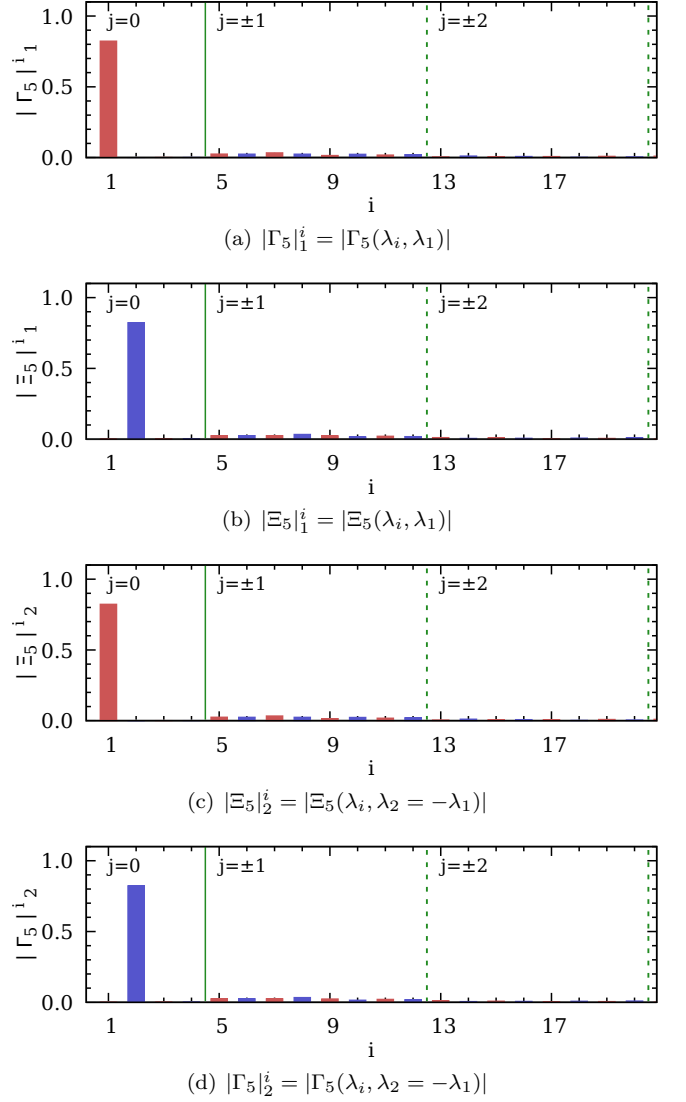 1.0
j=0
j=±1
j=±2
| Γ₅ |ⁱ₁
0.5
0.0
1
5
9
13
17
i
(a) |Γ₅|ⁱ₁ = |Γ₅(λᵢ, λ₁)|
1.0
j=0
j=±1
j=±2
| Ξ₅ |ⁱ₁
0.5
0.0
1
5
9
13
17
i
(b) |Ξ₅|ⁱ₁ = |Ξ₅(λᵢ, λ₁)|
1.0
j=0
j=±1
j=±2
| Ξ₅ |ⁱ₂
0.5
0.0
1
5
9
13
17
i
(c) |Ξ₅|ⁱ₂ = |Ξ₅(λᵢ, λ₂ = −λ₁)|
1.0
j=0
j=±1
j=±2
| Γ₅ |ⁱ₂
0.5
0.0
1
5
9
13
17
i
(d) |Γ₅|ⁱ₂ = |Γ₅(λᵢ, λ₂ = −λ₁)|